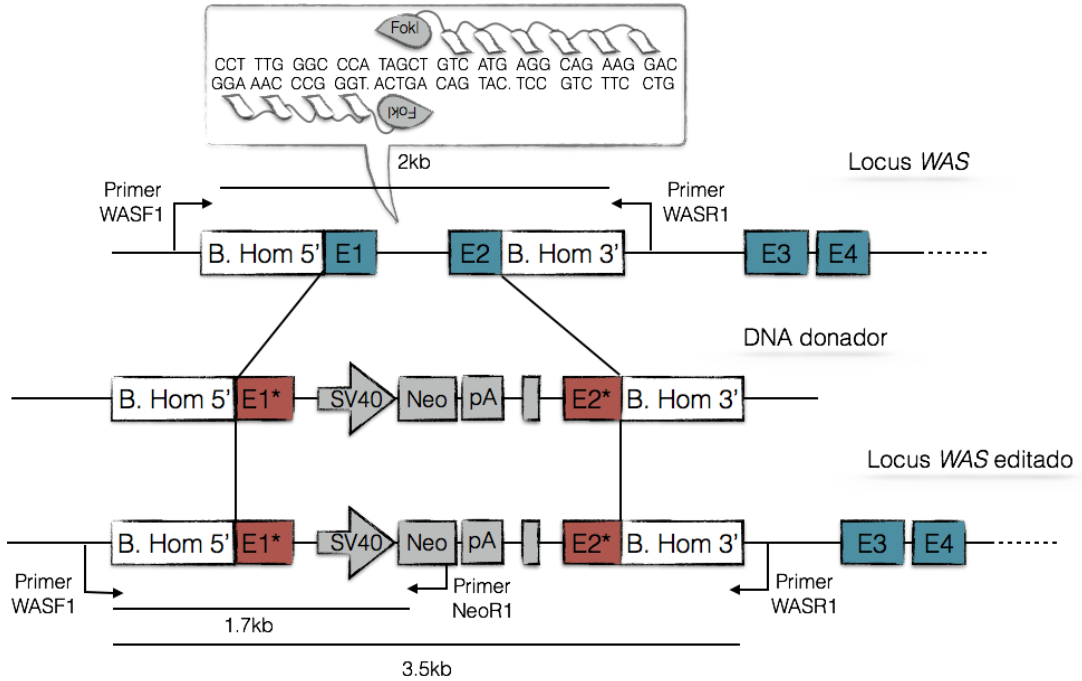 FokI
CCT TTG GGC CCA TAGCT GTC ATG AGG CAG AAG GAC
GGA AAC CCG GGT. ACTGA CAG TAC. TCC GTC TTC CTG
FokI
2kb
Locus WAS
Primer
WASF1
Primer
WASR1
B. Hom 5' E1 E2 B. Hom 3' E3 E4
DNA donador
B. Hom 5' E1* SV40 Neo pA E2* B. Hom 3'
Locus WAS editado
B. Hom 5' E1* SV40 Neo pA E2* B. Hom 3' E3 E4
Primer
WASF1
Primer
NeoR1
Primer
WASR1
1.7kb
3.5kb